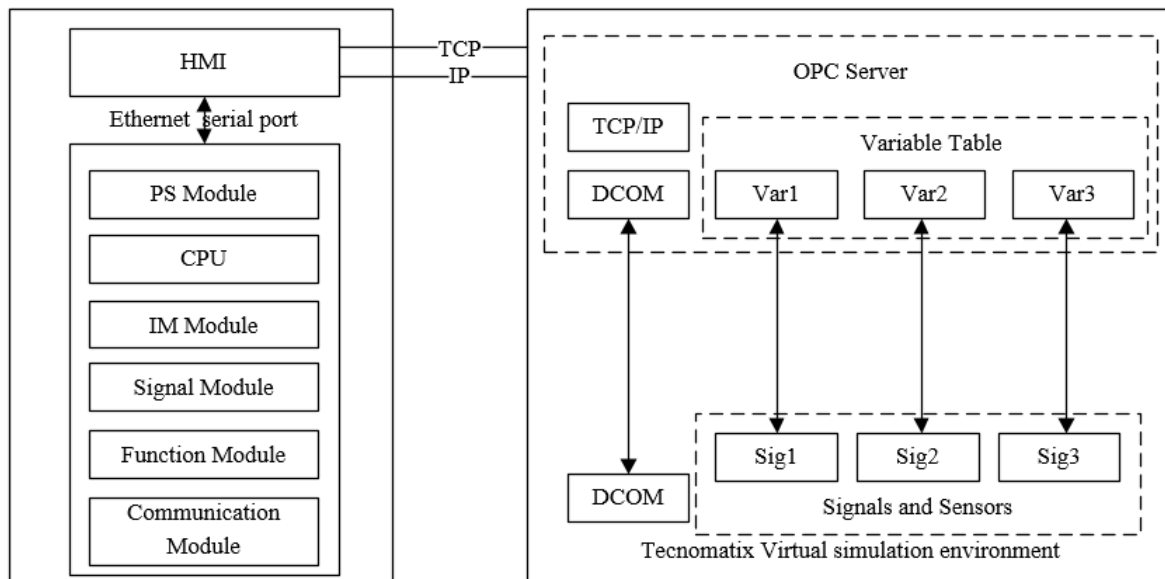 HMI
TCP
IP
Ethernet serial port
PS Module
CPU
IM Module
Signal Module
Function Module
Communication
Module
OPC Server
TCP/IP
Variable Table
DCOM
Var1
Var2
Var3
Sig1
Sig2
Sig3
DCOM
Signals and Sensors
Tecnomatix Virtual simulation environment